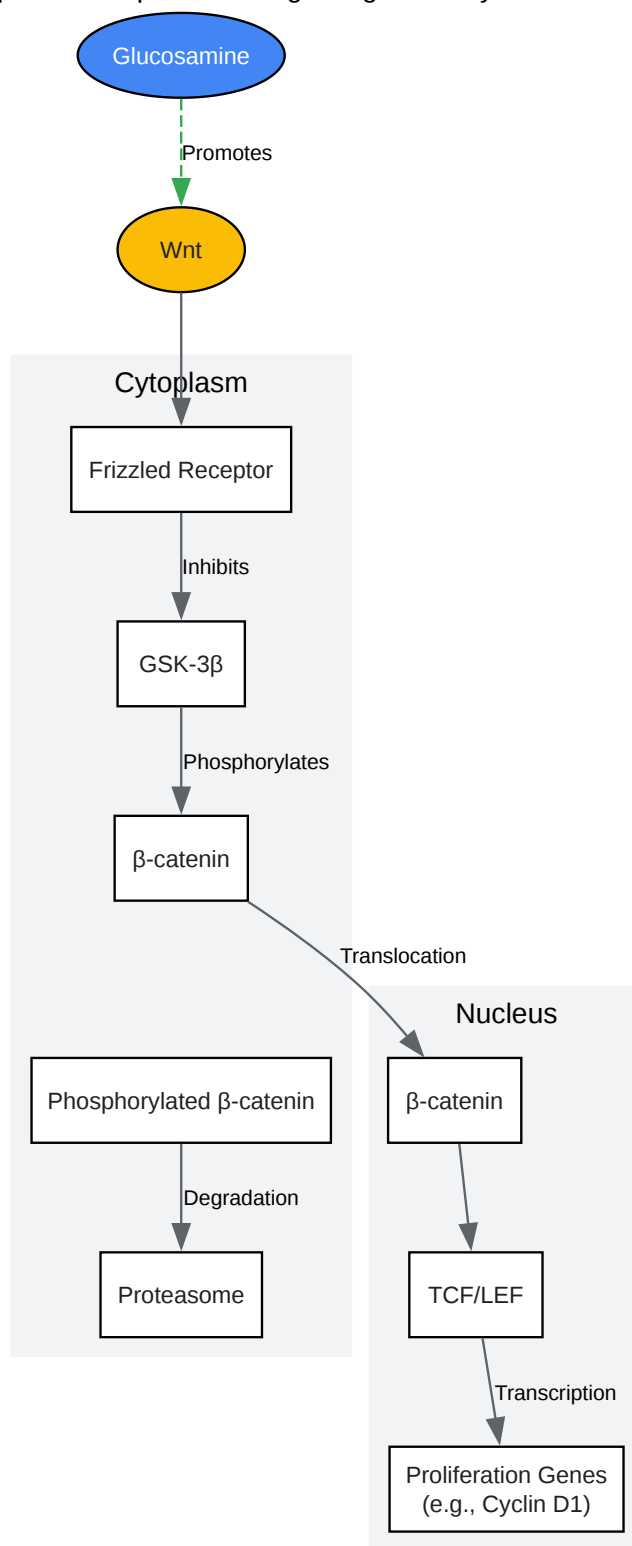 Glucosamine
Promotes
Wnt
Cytoplasm
Frizzled Receptor
Inhibits
GSK-3β
Phosphorylates
β-catenin
Translocation
Nucleus
Phosphorylated β-catenin
β-catenin
Degradation
Proteasome
TCF/LEF
Transcription
Proliferation Genes
(e.g., Cyclin D1)